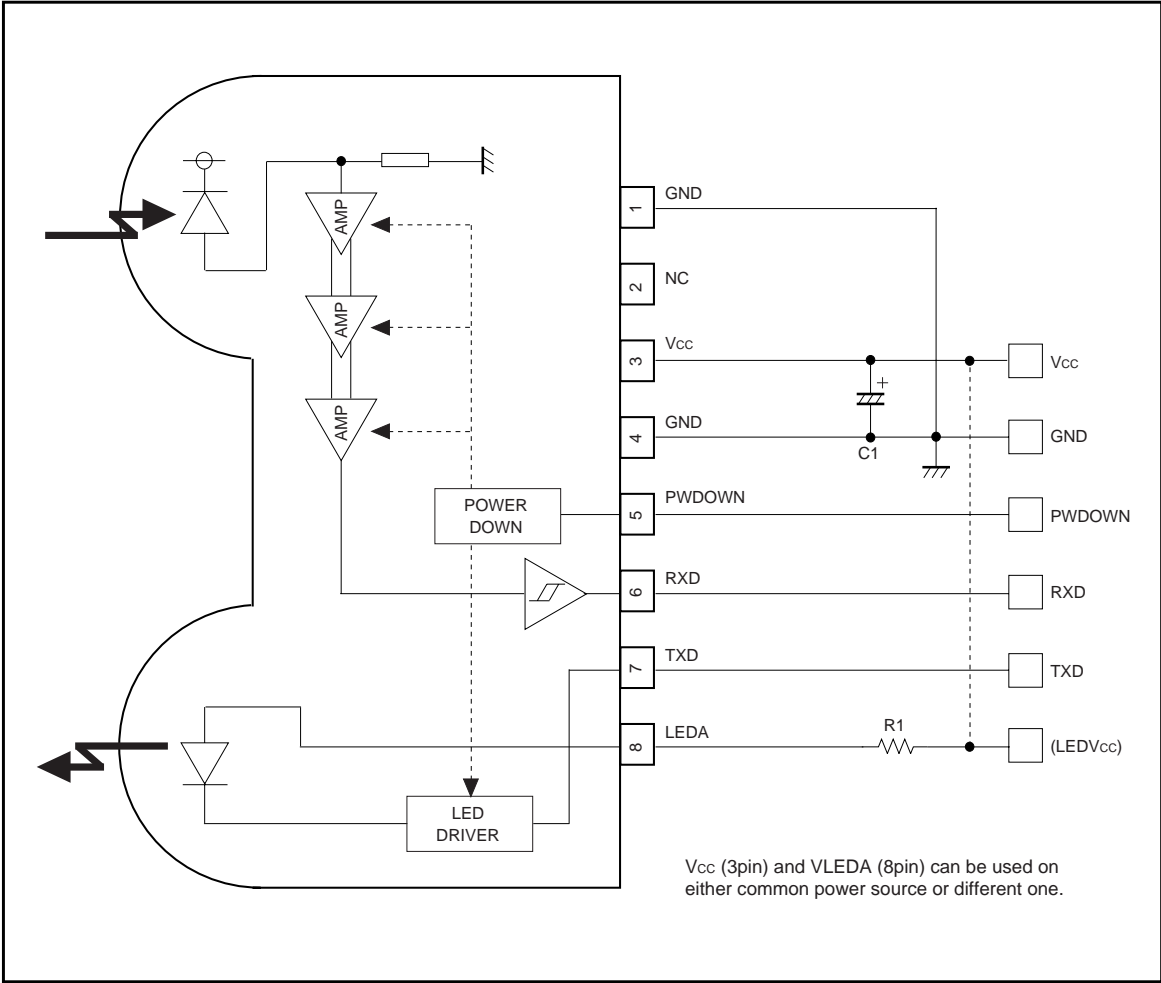 AMP
AMP
AMP
POWER
DOWN
LED
DRIVER
1
GND
2
NC
3
Vcc
4
GND
5
PWDOWN
6
RXD
7
TXD
8
LEDA
+
C1
R1
Vcc
GND
PWDOWN
RXD
TXD
(LEDVcc)
Vcc (3pin) and VLEDA (8pin) can be used on
either common power source or different one.